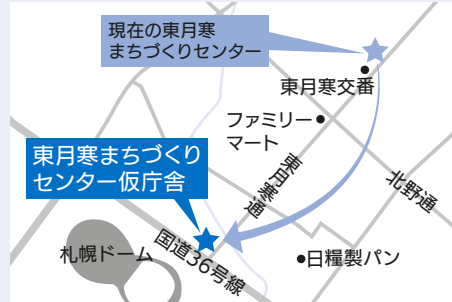 現在の東月寒
まちづくりセンター
東月寒交番
ファミリー
マート
東月寒通
北野通
東月寒まちづくり
センター仮庁舎
国道36号線
札幌ドーム
日糧製パン